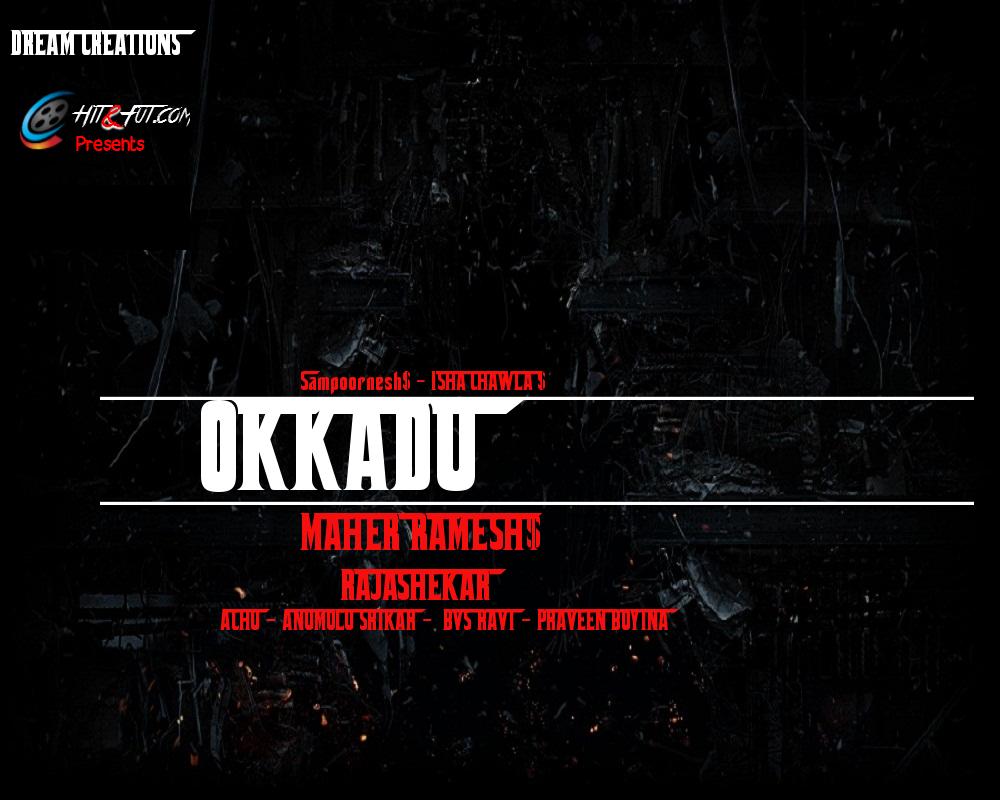 DREAM CREATIONS
HIT&FUT.COM
Presents
Sampoornesh$ - ISHA CHAWLA $
OKKADU
MAHER RAMESH$
RAJASHEKAR
ACHU - ANUMOLU SHIKAR -. BVS RAVI - PRAVEEN BOYINA